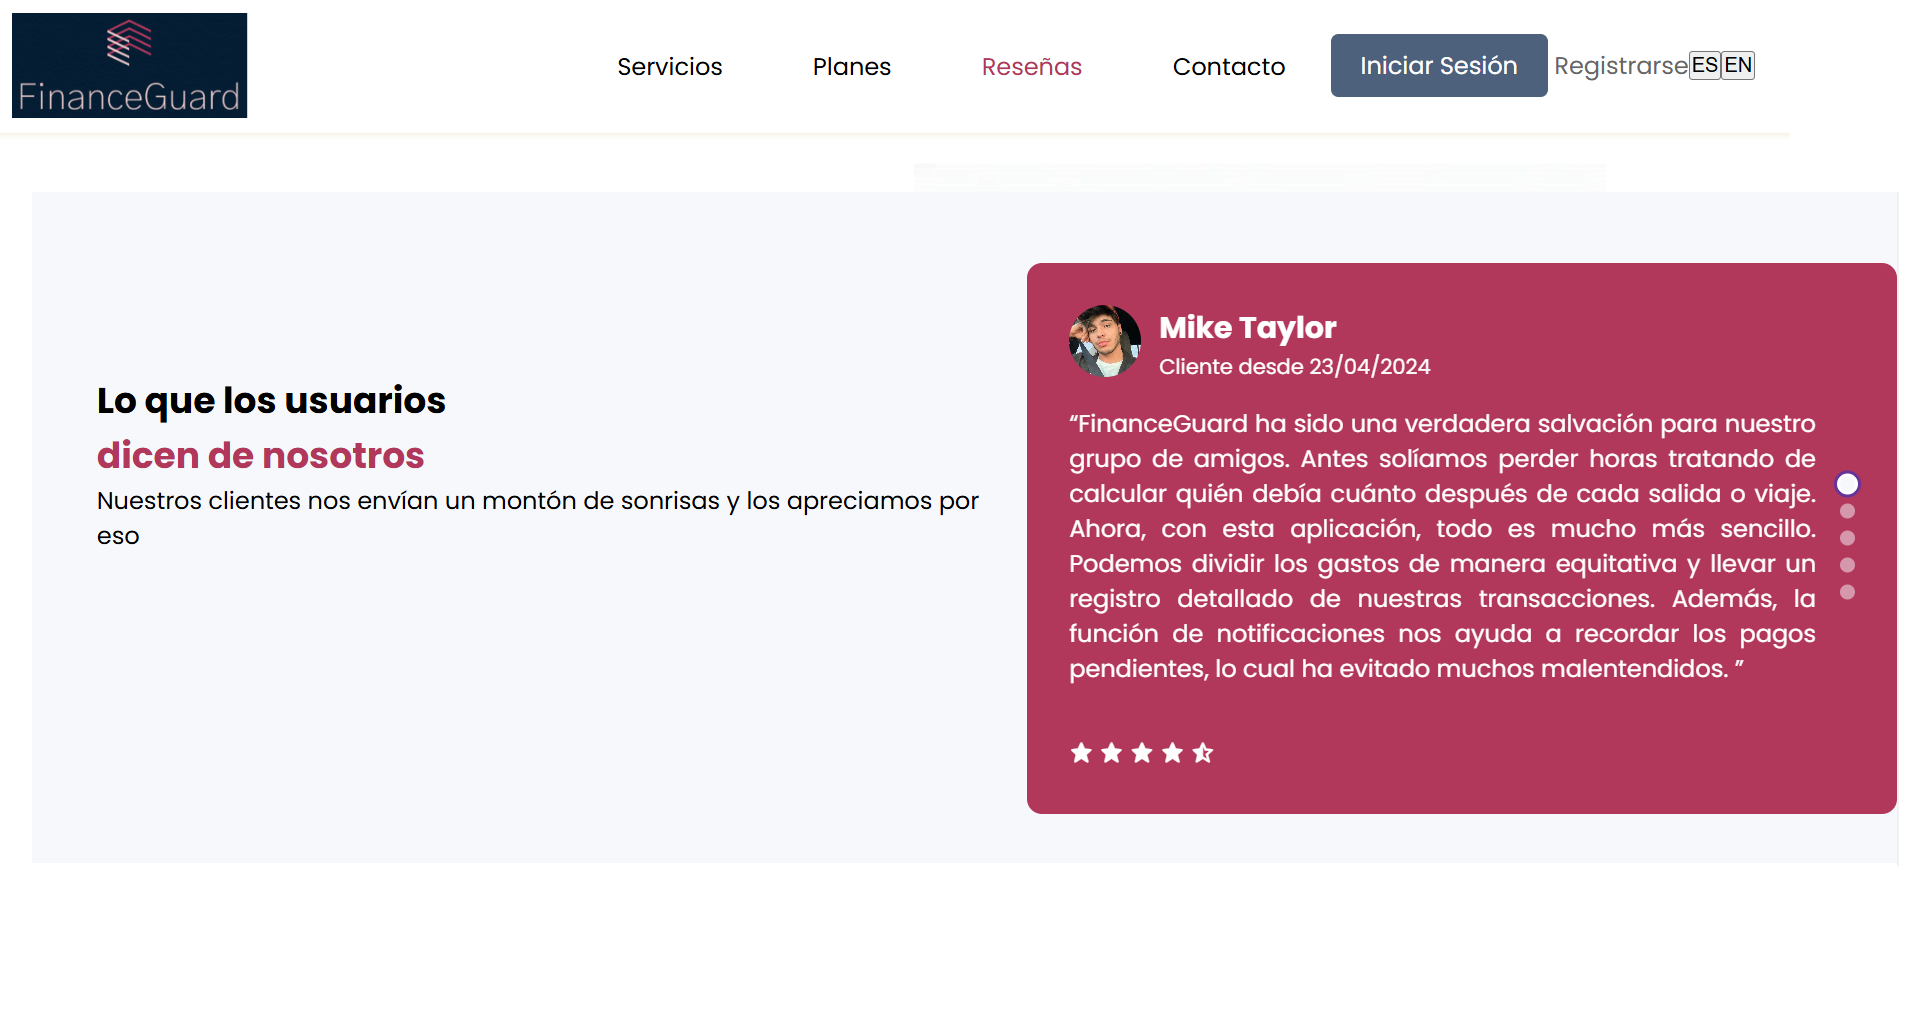 FinanceGuard
Servicios
Planes
Reseñas
Contacto
Iniciar Sesión
Registrarse
ES
EN
Lo que los usuarios
dicen de nosotros
Nuestros clientes nos envían un montón de sonrisas y los apreciamos por
eso
Mike Taylor
Cliente desde 23/04/2024
“FinanceGuard ha sido una verdadera salvación para nuestro
grupo de amigos. Antes solíamos perder horas tratando de
calcular quién debía cuánto después de cada salida o viaje.
Ahora, con esta aplicación, todo es mucho más sencillo.
Podemos dividir los gastos de manera equitativa y llevar un
registro detallado de nuestras transacciones. Además, la
función de notificaciones nos ayuda a recordar los pagos
pendientes, lo cual ha evitado muchos malentendidos. ”